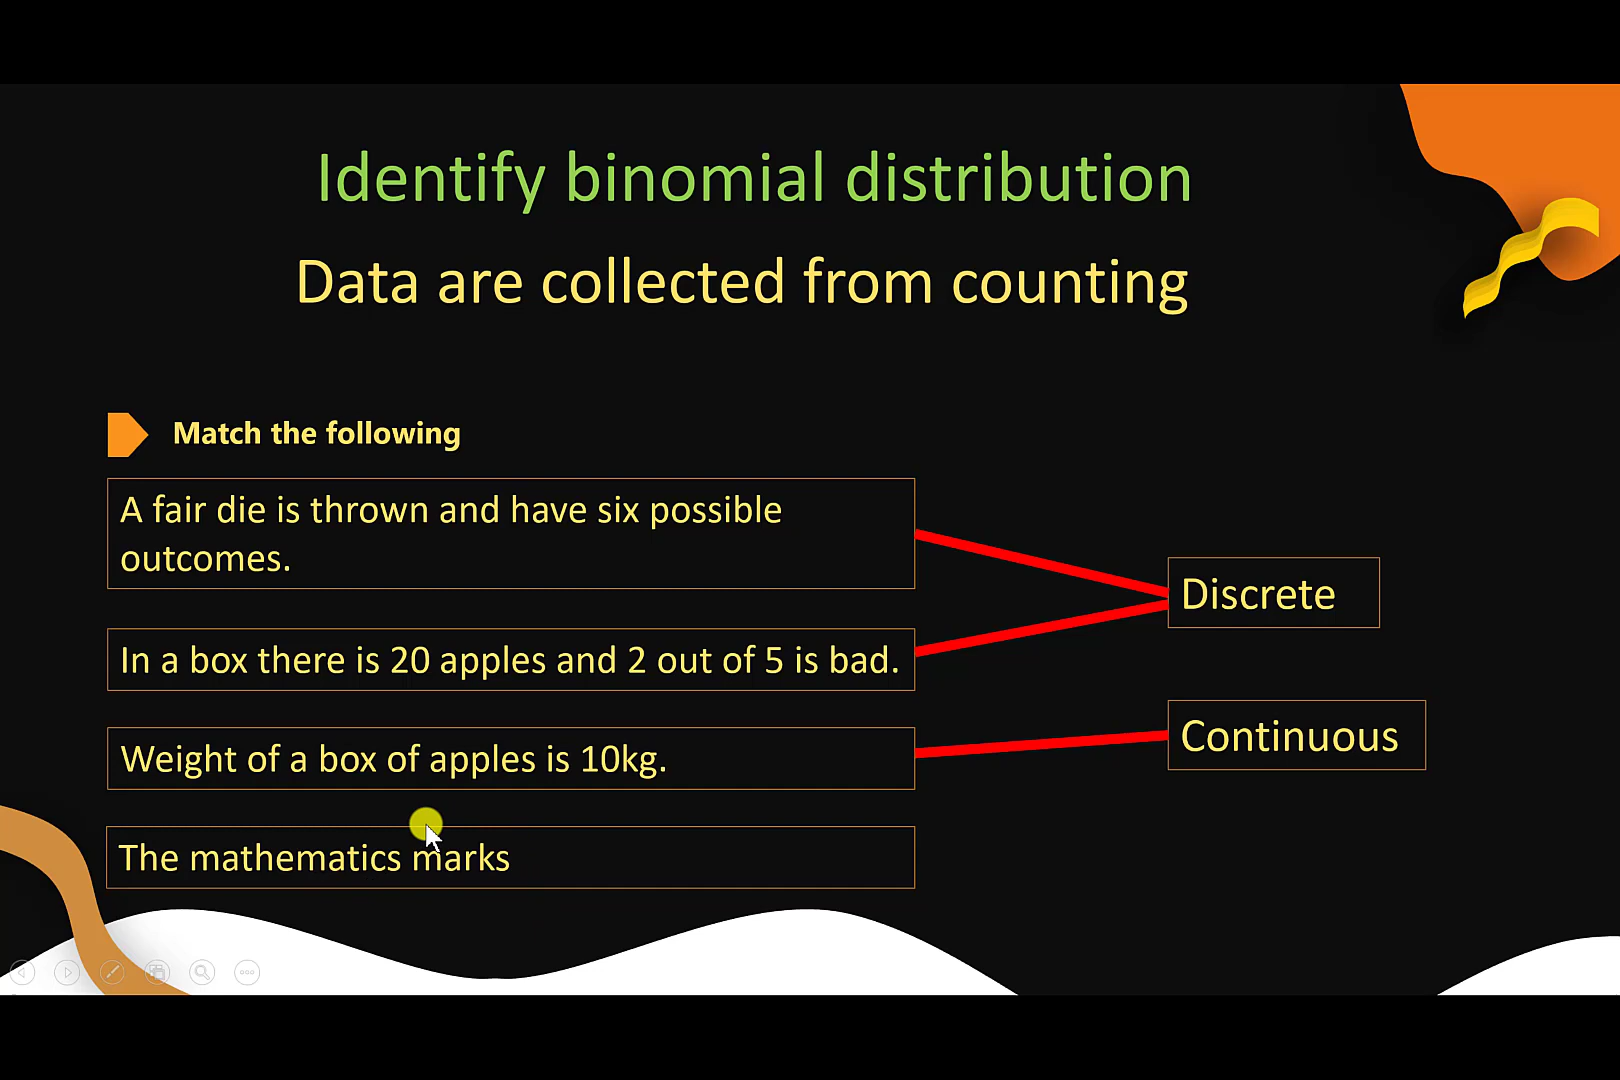 Identify binomial distribution
Data are collected from counting
Match the following
A fair die is thrown and have six possible
outcomes.
In a box there is 20 apples and 2 out of 5 is bad.
Weight of a box of apples is 10kg.
The mathematics marks
Discrete
Continuous